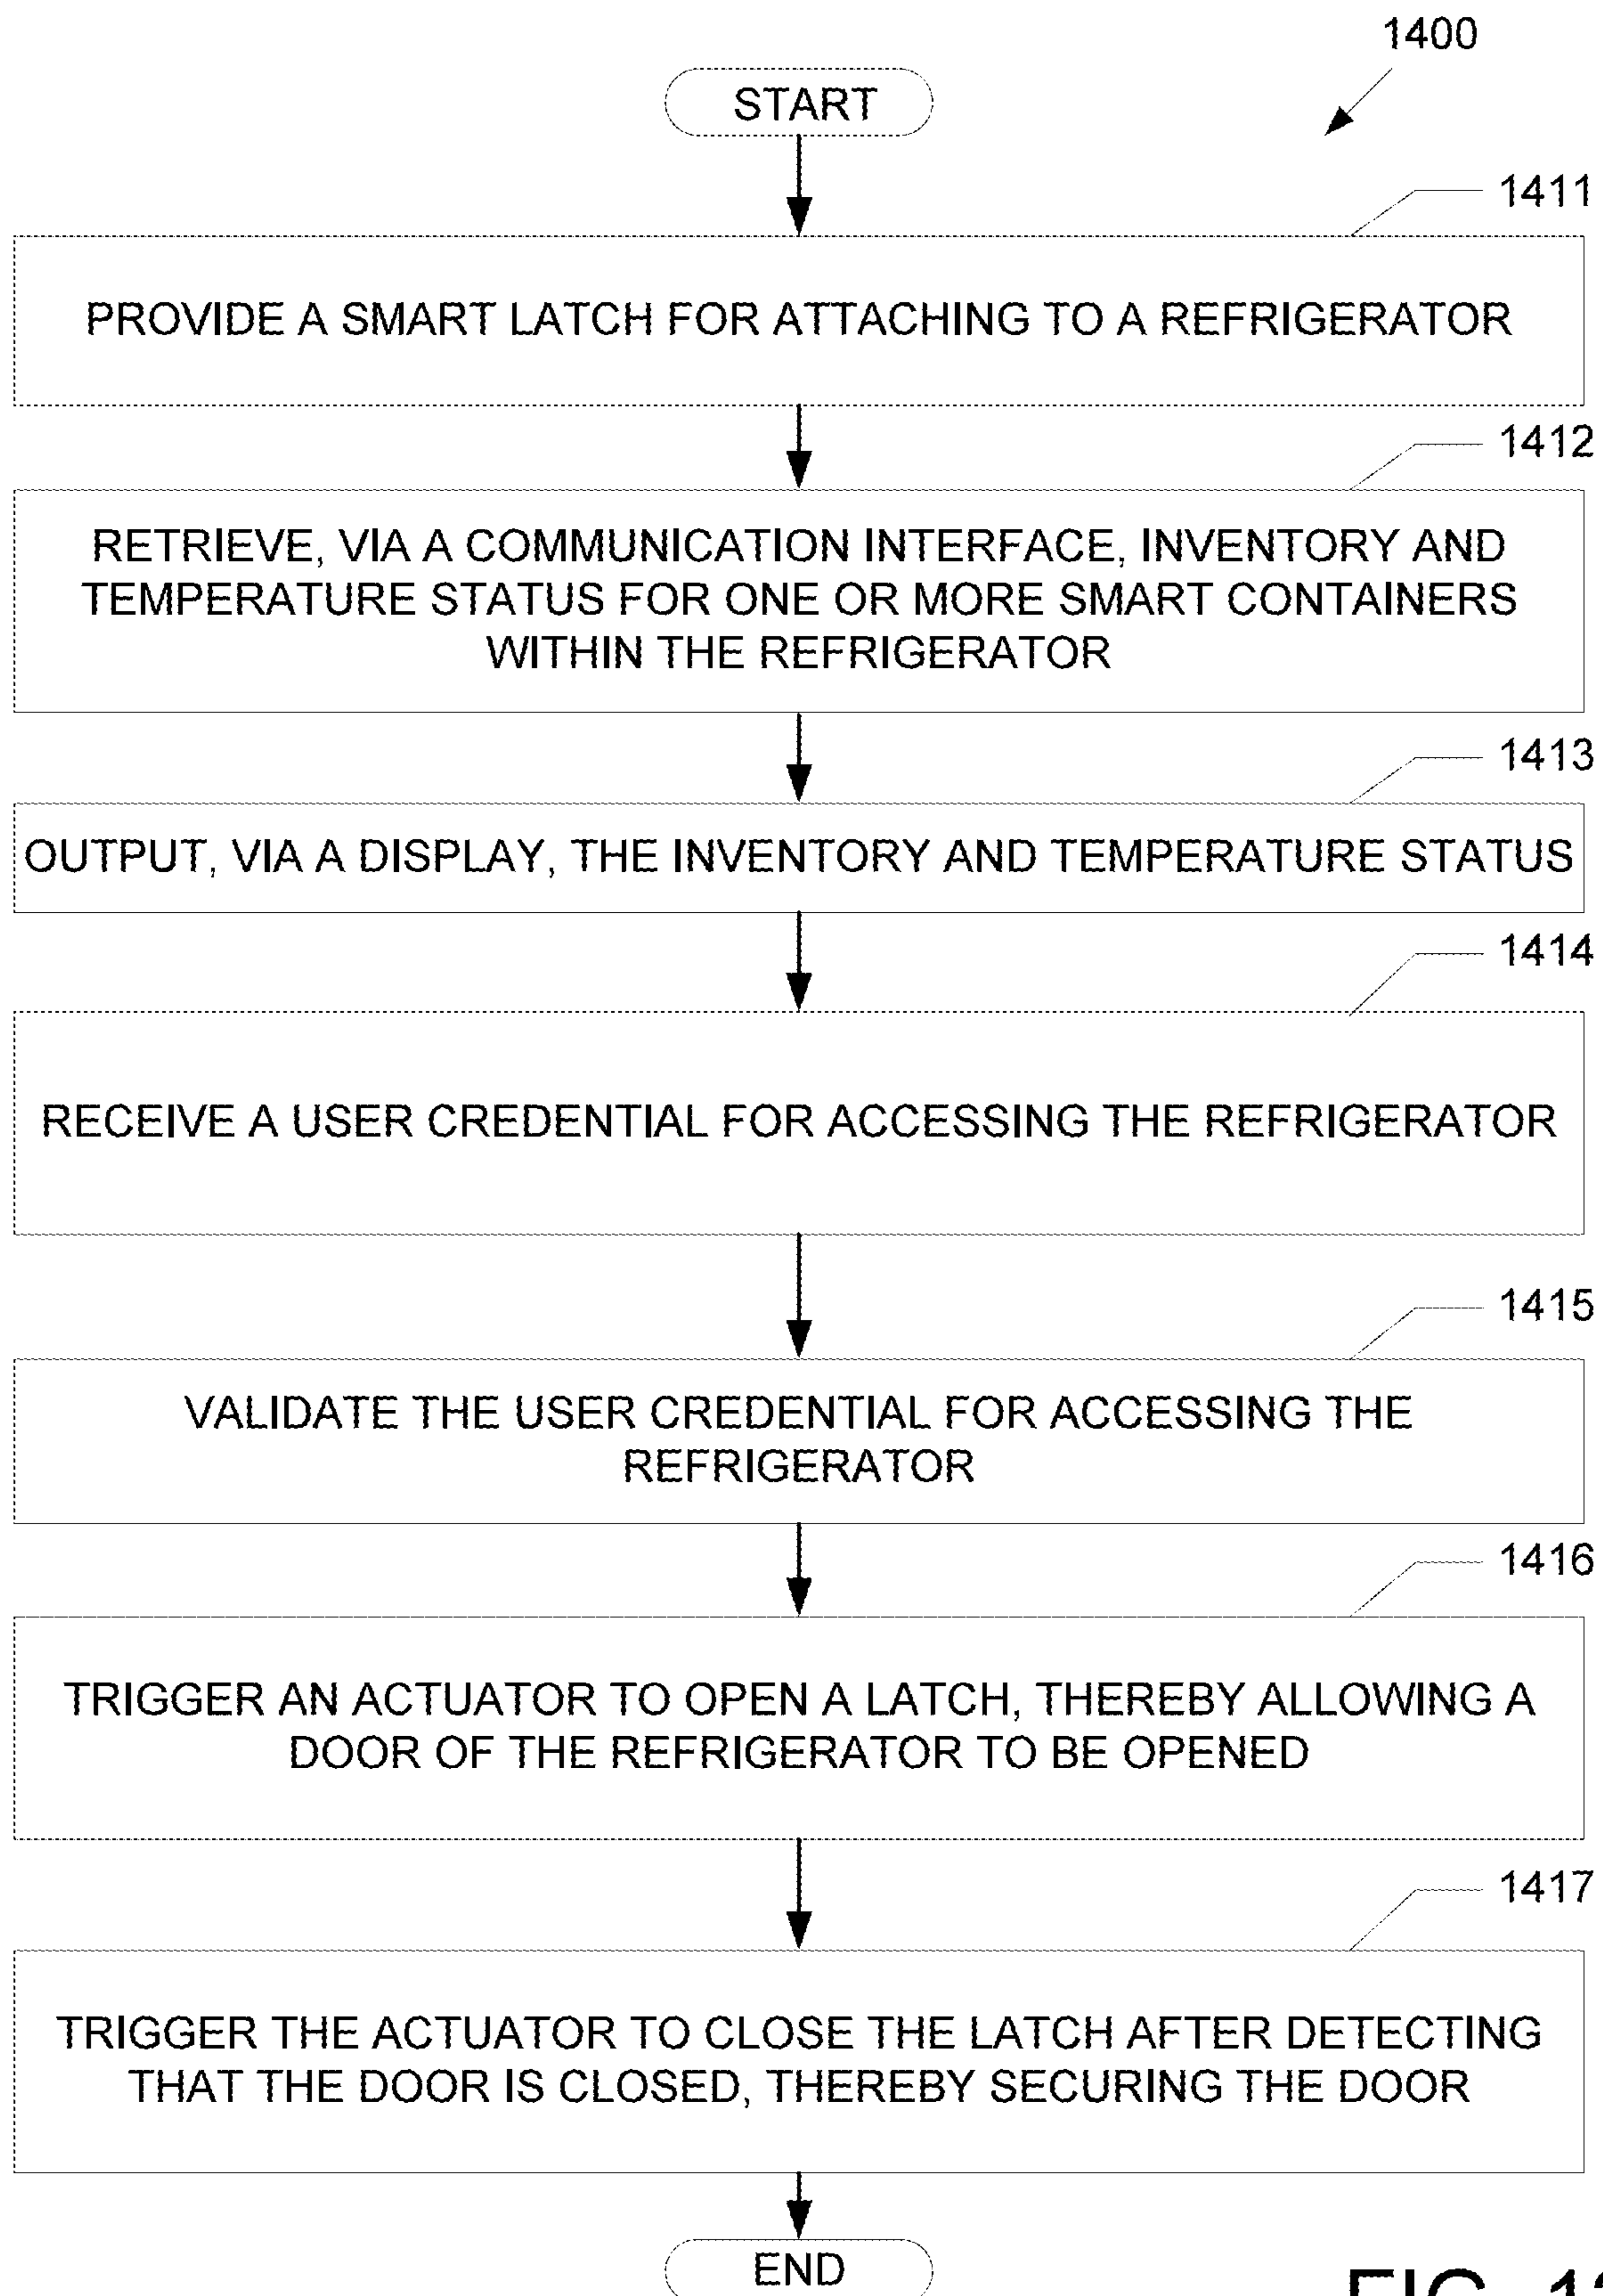 1400
START
1411
PROVIDE A SMART LATCH FOR ATTACHING TO A REFRIGERATOR
1412
RETRIEVE, VIA A COMMUNICATION INTERFACE, INVENTORY AND
TEMPERATURE STATUS FOR ONE OR MORE SMART CONTAINERS
WITHIN THE REFRIGERATOR
1413
OUTPUT, VIA A DISPLAY, THE INVENTORY AND TEMPERATURE STATUS
1414
RECEIVE A USER CREDENTIAL FOR ACCESSING THE REFRIGERATOR
1415
VALIDATE THE USER CREDENTIAL FOR ACCESSING THE
REFRIGERATOR
1416
TRIGGER AN ACTUATOR TO OPEN A LATCH, THEREBY ALLOWING A
DOOR OF THE REFRIGERATOR TO BE OPENED
1417
TRIGGER THE ACTUATOR TO CLOSE THE LATCH AFTER DETECTING
THAT THE DOOR IS CLOSED, THEREBY SECURING THE DOOR
END
FIG.